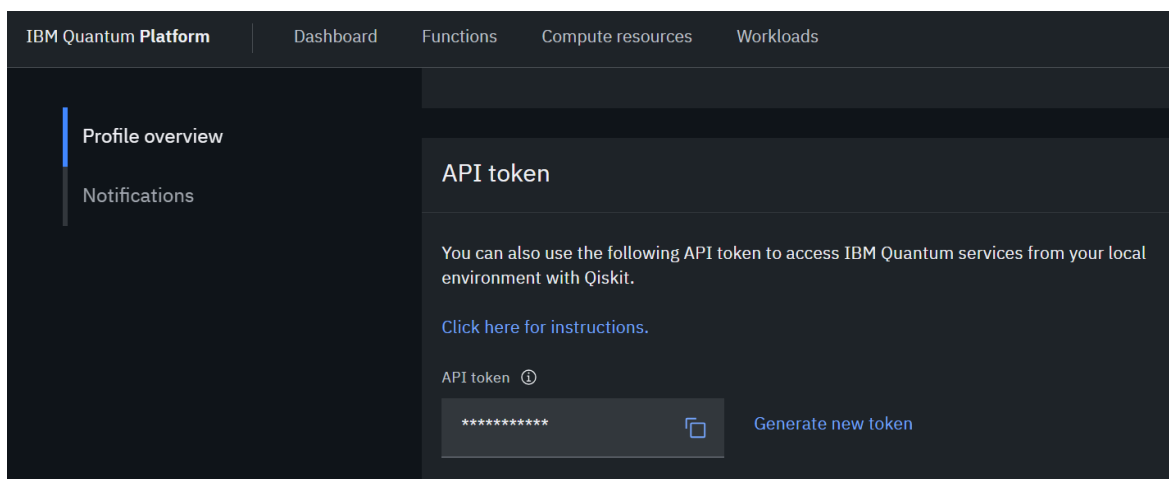 IBM Quantum Platform Dashboard Functions Compute resources Workloads
Profile overview
Notifications
API token
You can also use the following API token to access IBM Quantum services from your local
environment with Qiskit.
Click here for instructions.
API token
*********** Generate new token